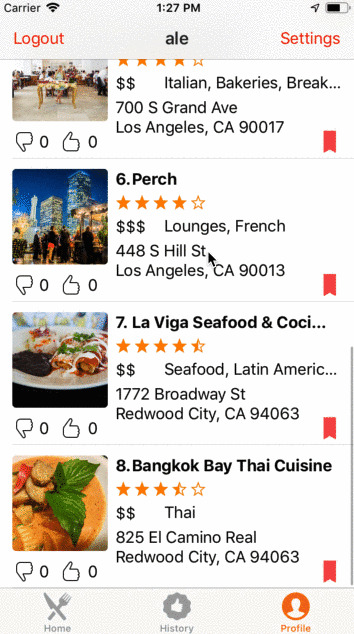 Carrier 1:27 PM
Logout ale Settings
$$ Italian, Bakeries, Break...
700 S Grand Ave
Los Angeles, CA 90017
0 0
6.Perch
$$$ Lounges, French
448 S Hill St
Los Angeles, CA 90013
0 0
7. La Viga Seafood & Coci...
$$ Seafood, Latin Americ...
1772 Broadway St
Redwood City, CA 94063
0 0
8.Bangkok Bay Thai Cuisine
$$ Thai
825 El Camino Real
Redwood City, CA 94063
0 0
Home History Profile